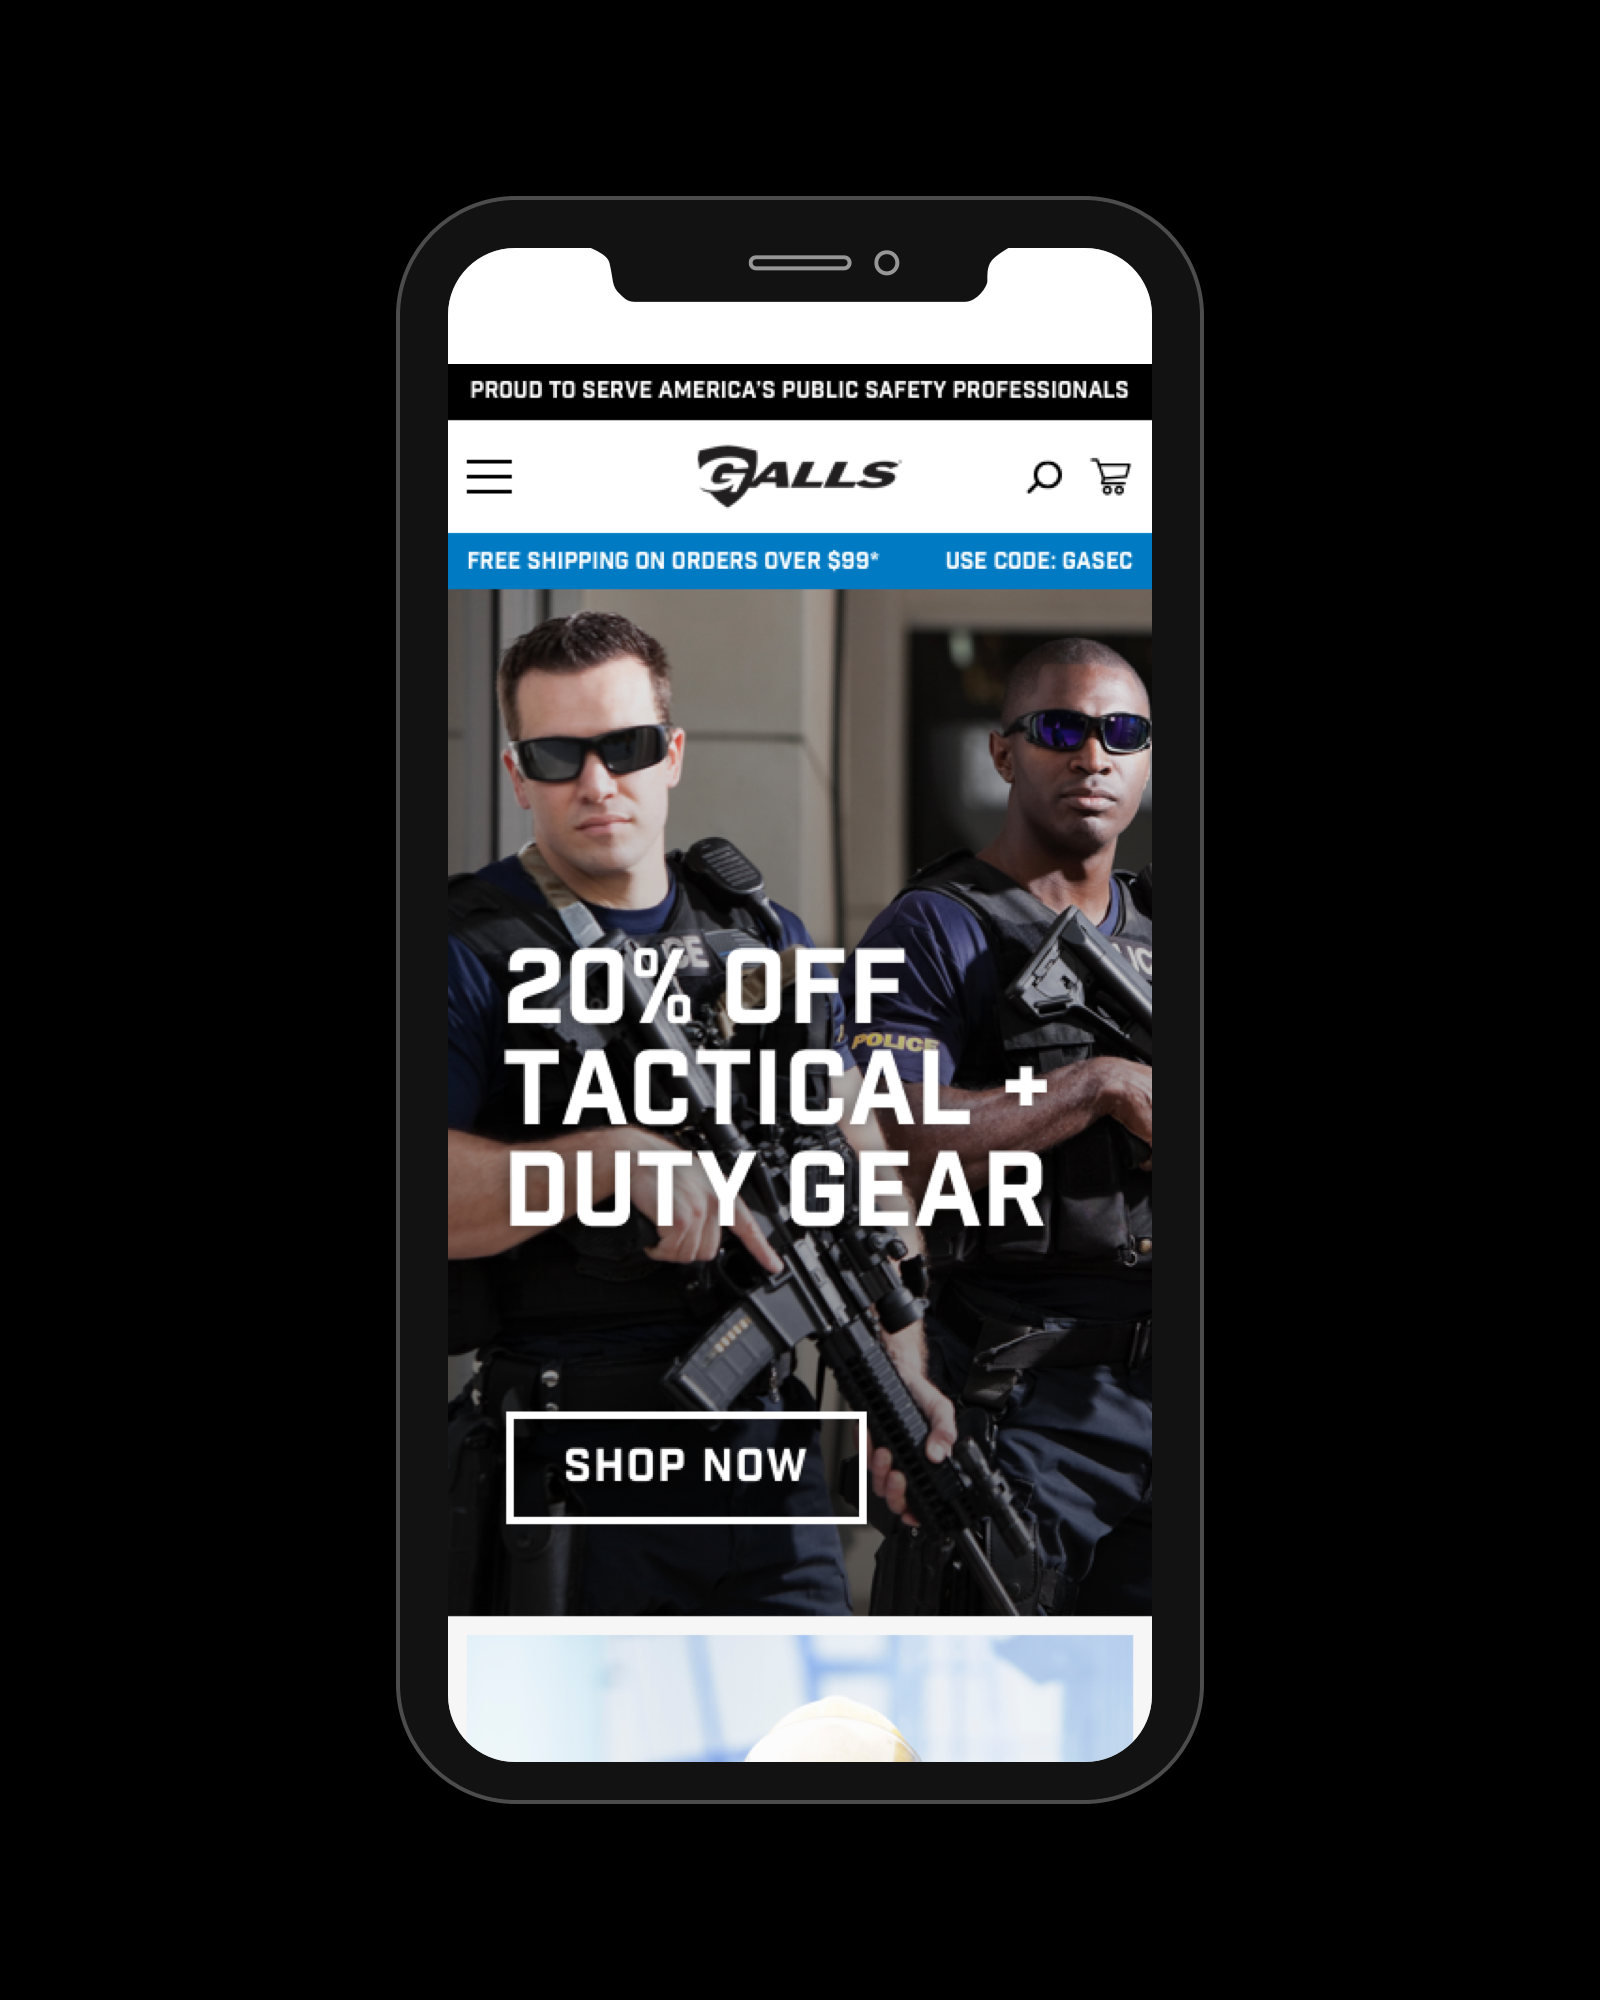 PROUD TO SERVE AMERICA'S PUBLIC SAFETY PROFESSIONALS
GALLS
FREE SHIPPING ON ORDERS OVER $99* USE CODE: GASEC
20% OFF
POLICE
TACTICAL +
DUTY GEAR
SHOP NOW